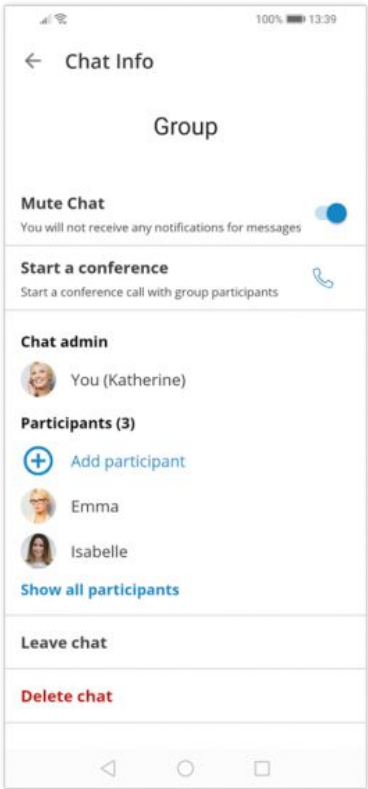 100% 13:39
Chat Info
Group
Mute Chat
You will not receive any notifications for messages
Start a conference
Start a conference call with group participants
Chat admin
You (Katherine)
Participants (3)
Add participant
Emma
Isabelle
Show all participants
Leave chat
Delete chat